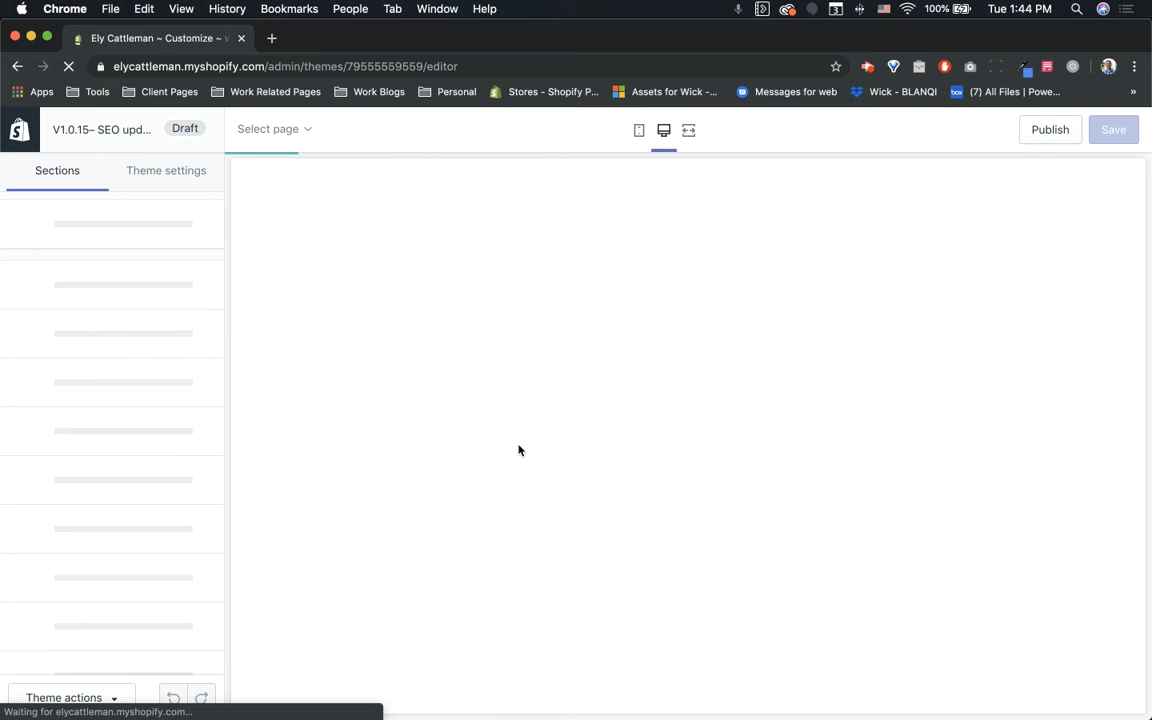 Chrome File Edit View History Bookmarks People Tab Window Help 3 100% Tue 1:44 PM
Ely Cattleman ~ Customize ~
elycattleman.myshopify.com/admin/themes/79555559559/editor
Apps Tools Client Pages Work Related Pages Work Blogs Personal Stores - Shopify P... Assets for Wick -... Messages for web Wick - BLANQI box (7) All Files | Powe... »
V1.0.15– SEO upd... Draft Select page Publish Save
Sections Theme settings
Theme actions
Waiting for elycattleman.myshopify.com...